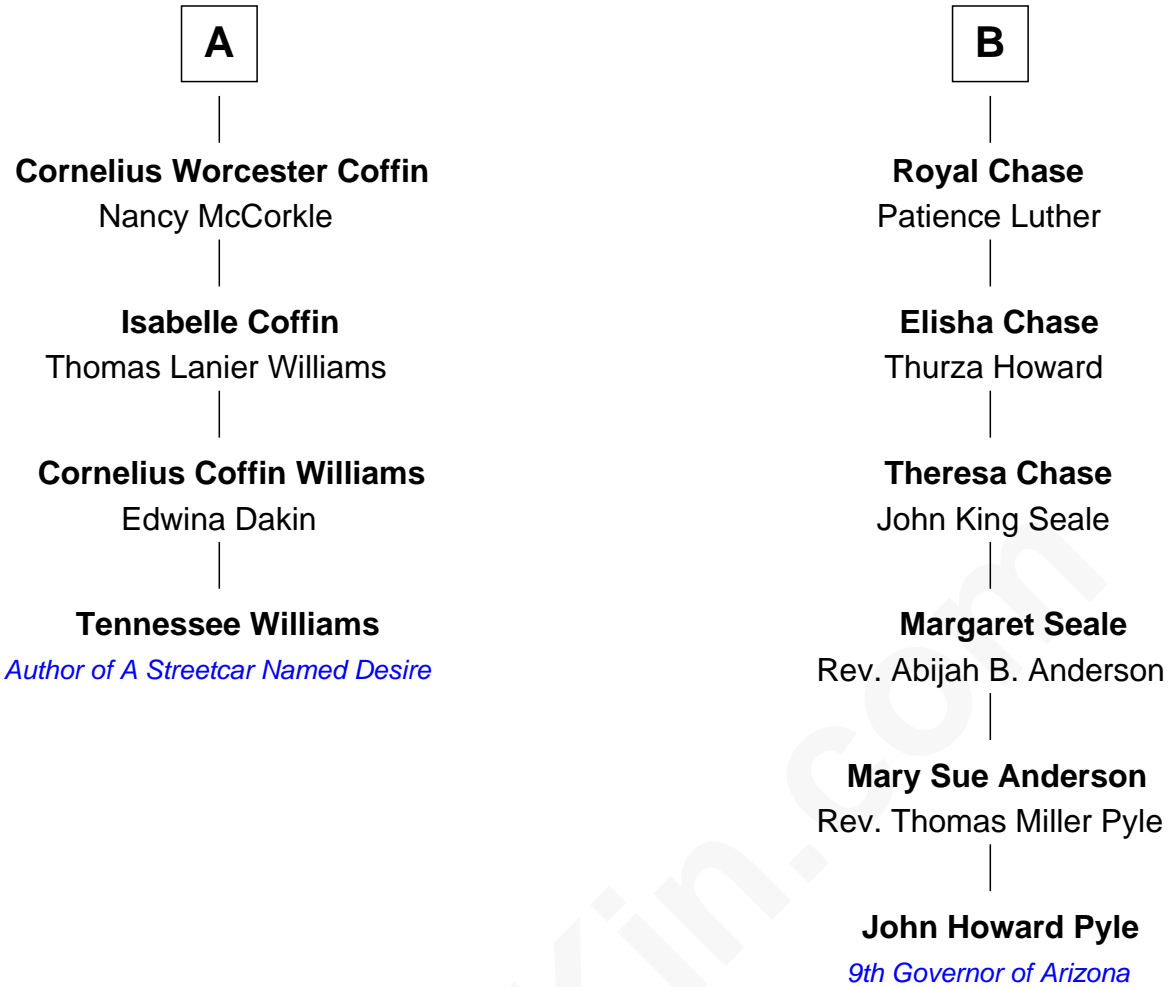 A
Cornelius Worcester Coffin
Nancy McCorkle
Isabelle Coffin
Thomas Lanier Williams
Cornelius Coffin Williams
Edwina Dakin
Tennessee Williams
Author of A Streetcar Named Desire
B
Royal Chase
Patience Luther
Elisha Chase
Thurza Howard
Theresa Chase
John King Seale
Margaret Seale
Rev. Abijah B. Anderson
Mary Sue Anderson
Rev. Thomas Miller Pyle
John Howard Pyle
9th Governor of Arizona
Kin.com